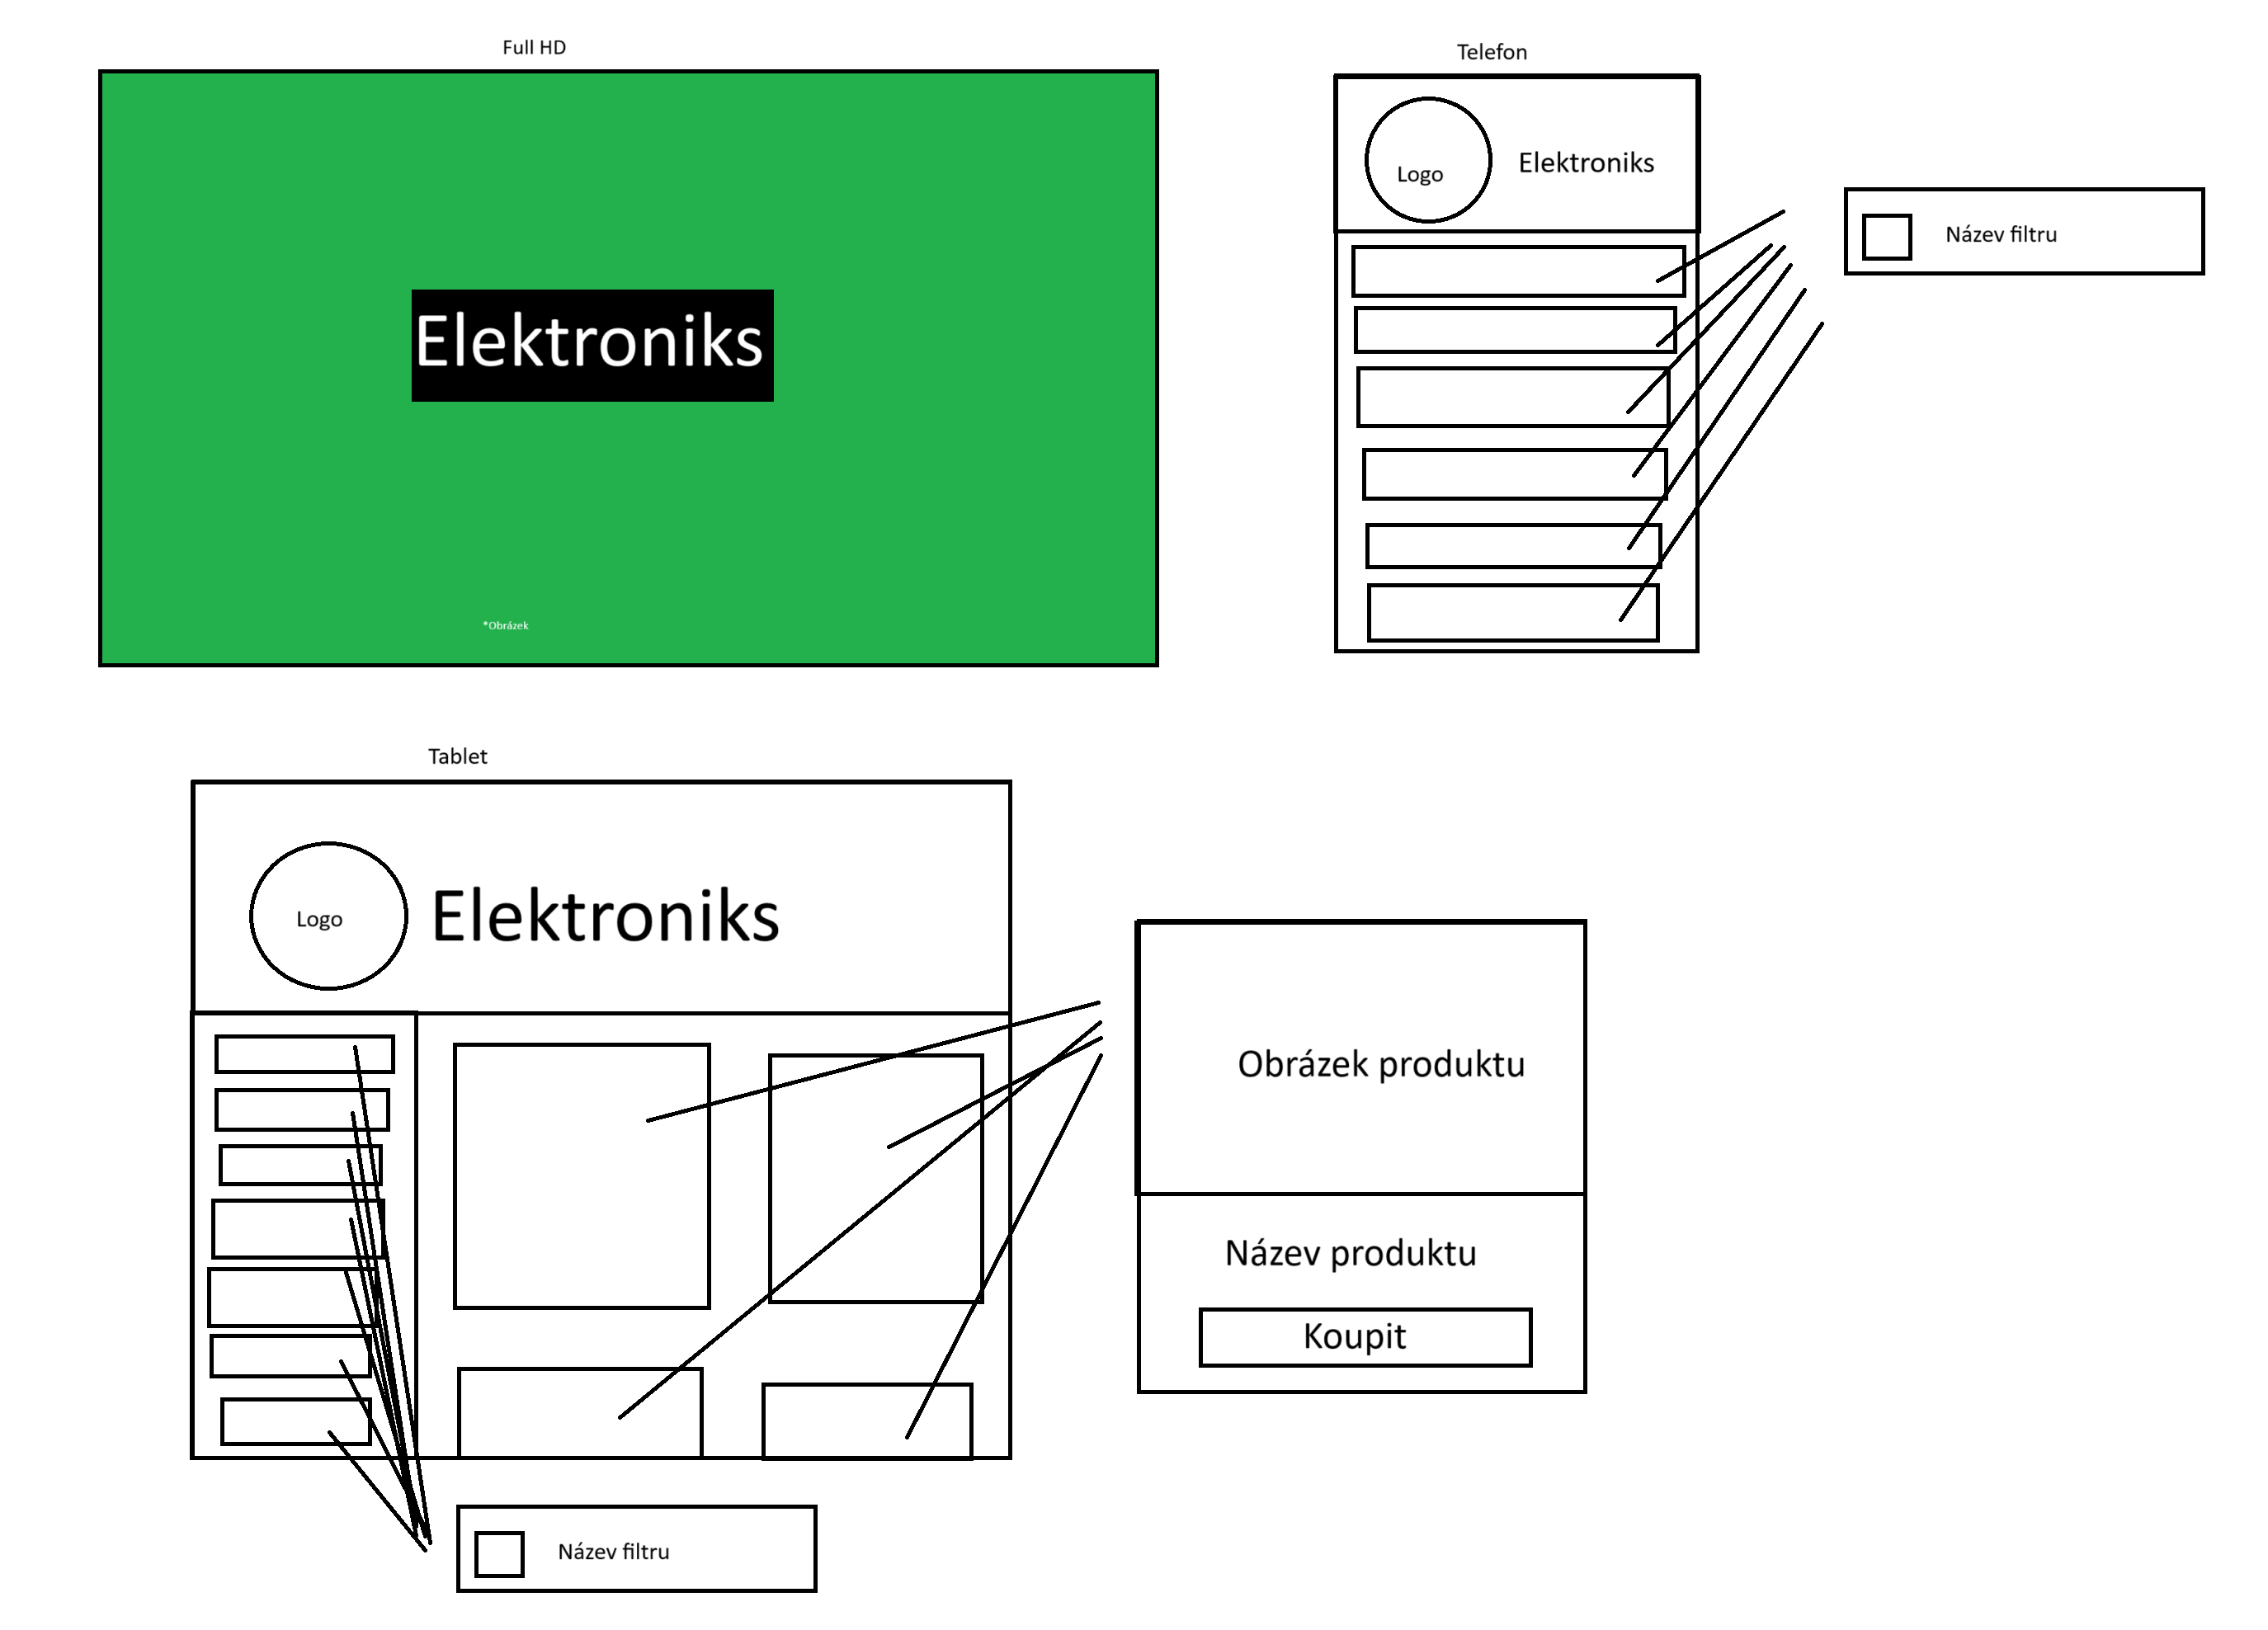 Full HD
Elektroniks
*Obrázek
Telefon
Logo
Elektroniks
Název filtru
Tablet
Logo
Elektroniks
Obrázek produktu
Název produktu
Koupit
Název filtru